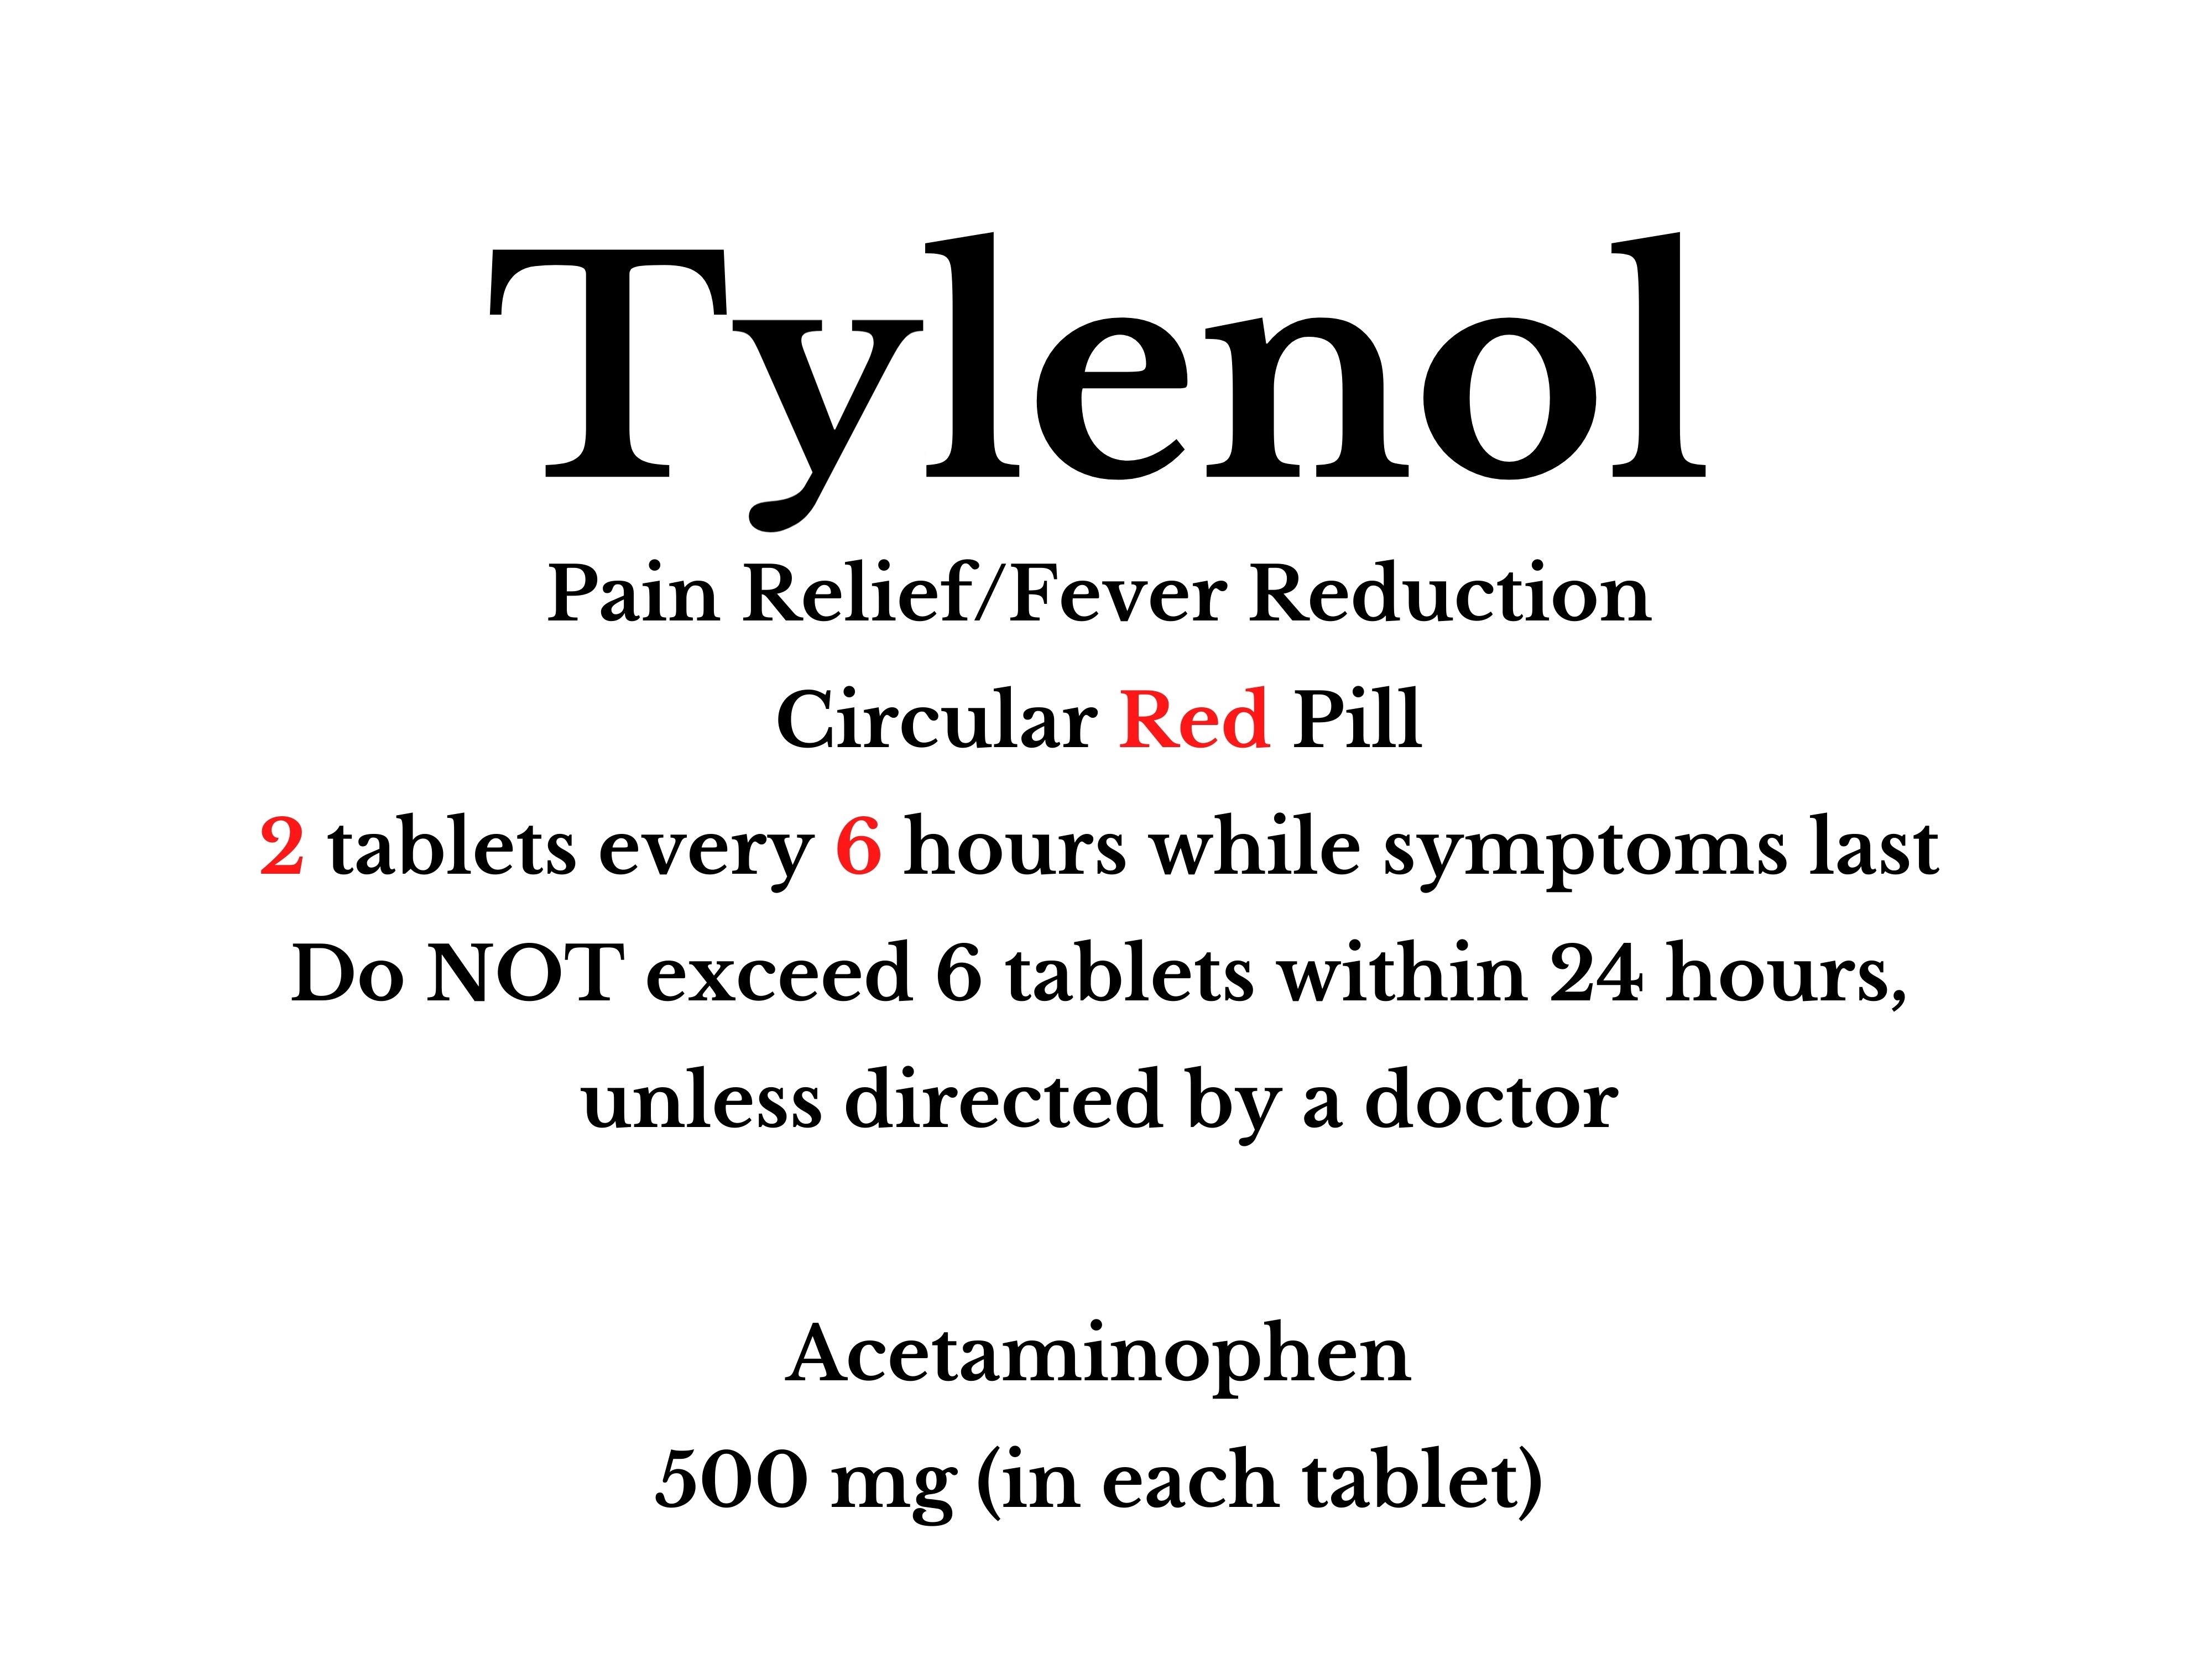 Tylenol
Pain Relief/Fever Reduction
Circular Red Pill
2 tablets every 6 hours while symptoms last
Do NOT exceed 6 tablets within 24 hours,
unless directed by a doctor
Acetaminophen
500 mg (in each tablet)